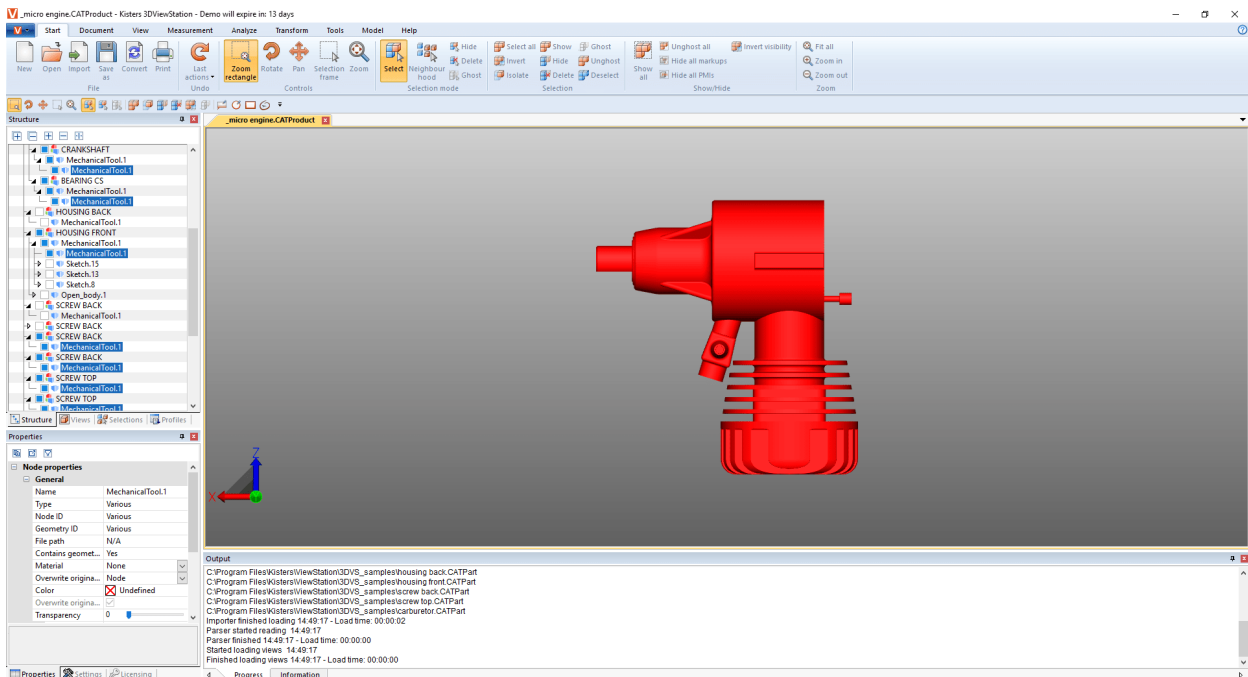 _micro engine.CATProduct - Kisters 3DViewStation - Demo will expire in: 13 days
Start Document View Measurement Analyze Transform Tools Model Help
New Open Import Save as Convert Print
File
Last actions
Undo
Zoom rectangle Rotate Pan Selection frame Zoom
Controls
Select Neighbour hood Hide Delete Ghost
Selection mode
Select all Show Ghost
Invert Hide Unghost
Isolate Delete Deselect
Selection
Show all Unghost all Invert visibility
Hide all markups
Hide all PMIs
Show/Hide
Fit all
Zoom in
Zoom out
Zoom
Structure
_micro engine.CATProduct
CRANKSHAFT
MechanicalTool.1
MechanicalTool.1
BEARING CS
MechanicalTool.1
MechanicalTool.1
HOUSING BACK
MechanicalTool.1
HOUSING FRONT
MechanicalTool.1
MechanicalTool.1
Sketch.15
Sketch.13
Sketch.8
Open_body.1
SCREW BACK
MechanicalTool.1
SCREW BACK
SCREW BACK
MechanicalTool.1
SCREW BACK
MechanicalTool.1
SCREW TOP
MechanicalTool.1
SCREW TOP
MechanicalTool.1
Structure Views Selections Profiles
Properties
Node properties
General
Name MechanicalTool.1
Type Various
Node ID Various
Geometry ID Various
File path N/A
Contains geomet... Yes
Material None
Overwrite origina... Node
Color Undefined
Overwrite origina...
Transparency 0
Properties Settings Licensing
Z
X
Output
C:\Program Files\Kisters\ViewStation\3DVS_samples\housing back.CATPart
C:\Program Files\Kisters\ViewStation\3DVS_samples\housing front.CATPart
C:\Program Files\Kisters\ViewStation\3DVS_samples\screw back.CATPart
C:\Program Files\Kisters\ViewStation\3DVS_samples\screw top.CATPart
C:\Program Files\Kisters\ViewStation\3DVS_samples\carburetor.CATPart
Importer finished loading 14:49:17 - Load time: 00:00:02
Parser started reading 14:49:17
Parser finished 14:49:17 - Load time: 00:00:00
Started loading views 14:49:17
Finished loading views 14:49:17 - Load time: 00:00:00
Progress Information